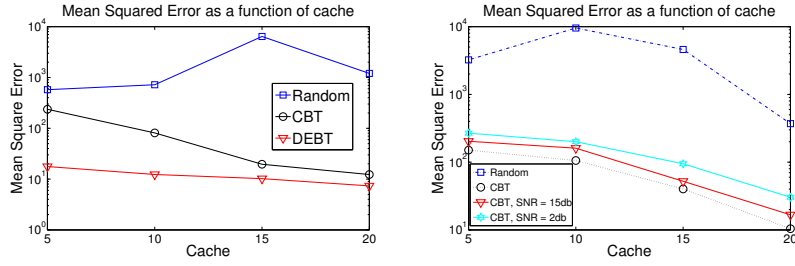 Mean Squared Error as a function of cache
Mean Square Error
10^4
10^3
10^2
10^1
10^0
Random
CBT
DEBT
5
10
15
20
Cache
Mean Squared Error as a function of cache
Mean Square Error
10^4
10^3
10^2
10^1
Random
CBT
CBT, SNR = 15db
CBT, SNR = 2db
5
10
15
20
Cache